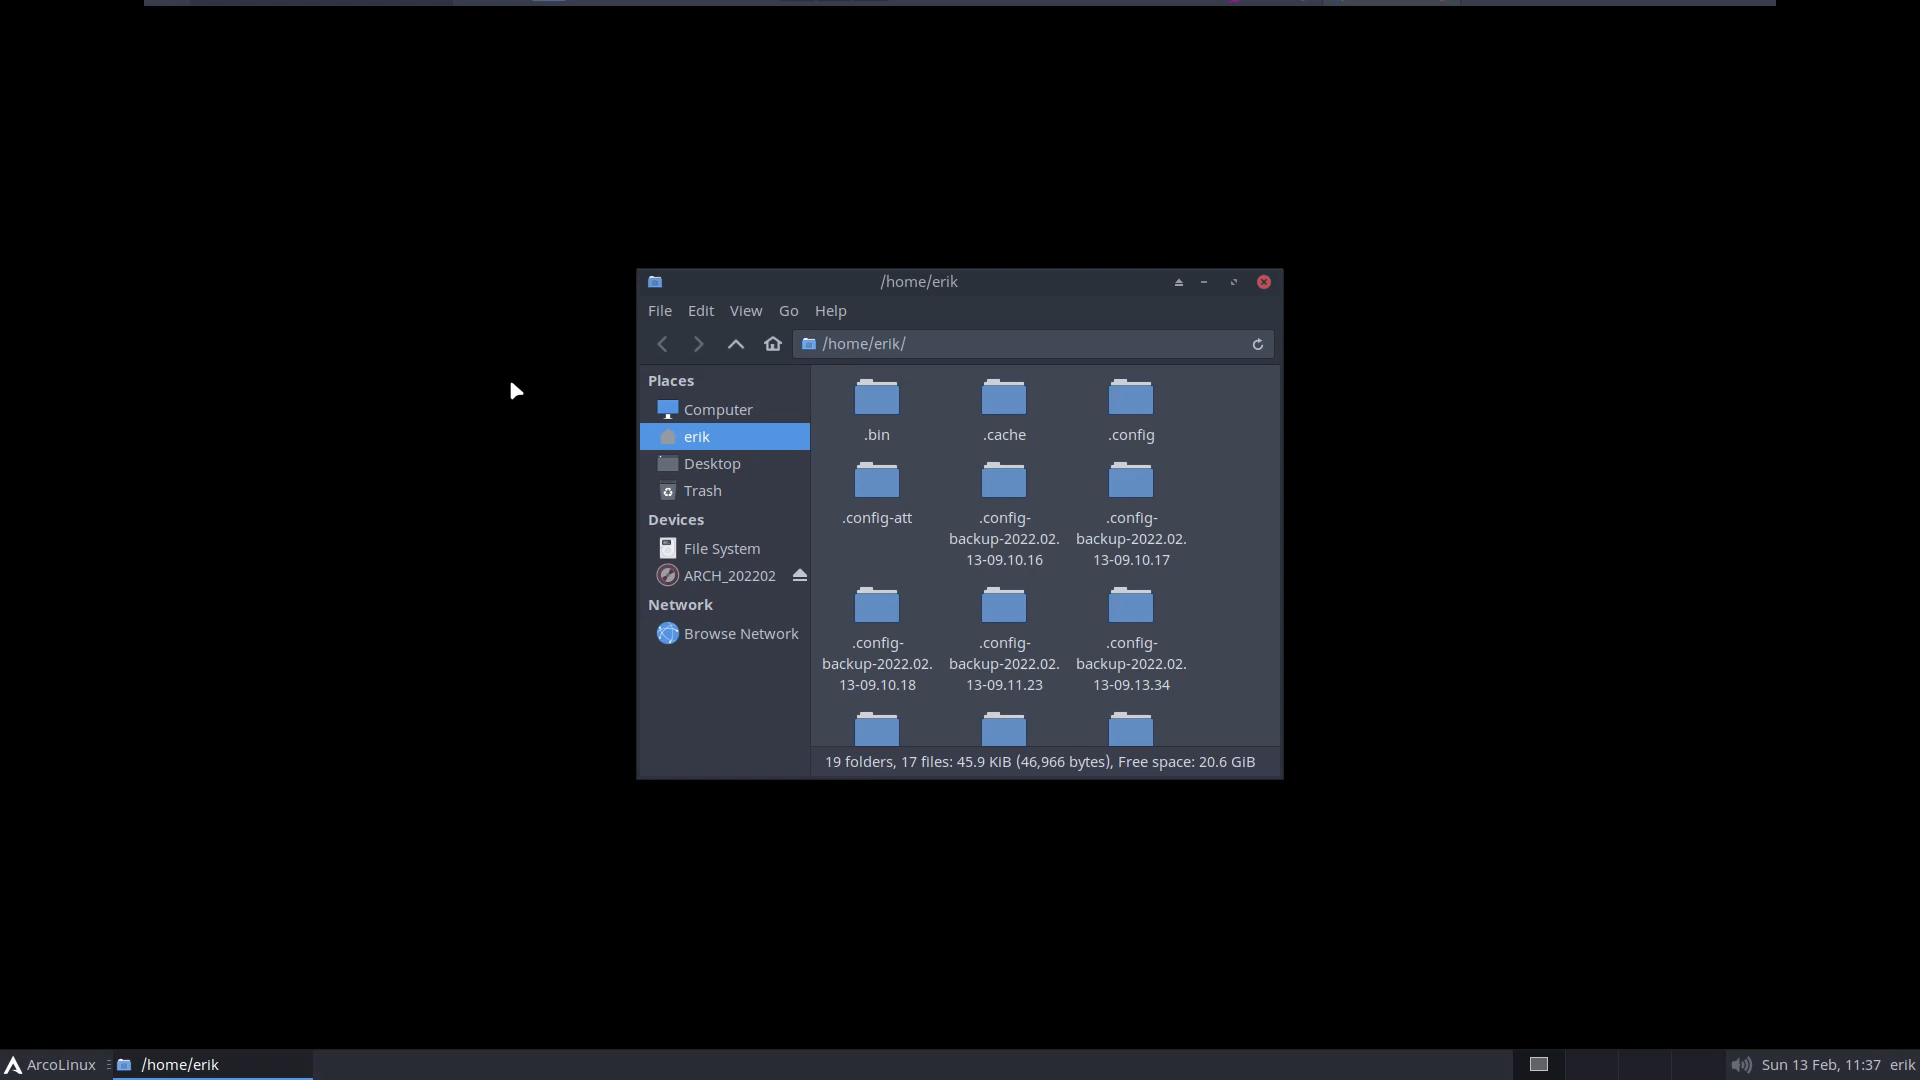 /home/erik
File Edit View Go Help
/home/erik/
Places
Computer
erik
Desktop
Trash
Devices
File System
ARCH_202202
Network
Browse Network
.bin
.cache
.config
.config-att
.config-
backup-2022.02.
13-09.10.16
.config-
backup-2022.02.
13-09.10.17
.config-
backup-2022.02.
13-09.10.18
.config-
backup-2022.02.
13-09.11.23
.config-
backup-2022.02.
13-09.13.34
19 folders, 17 files: 45.9 KiB (46,966 bytes), Free space: 20.6 GiB
ArcoLinux
/home/erik
Sun 13 Feb, 11:37
erik